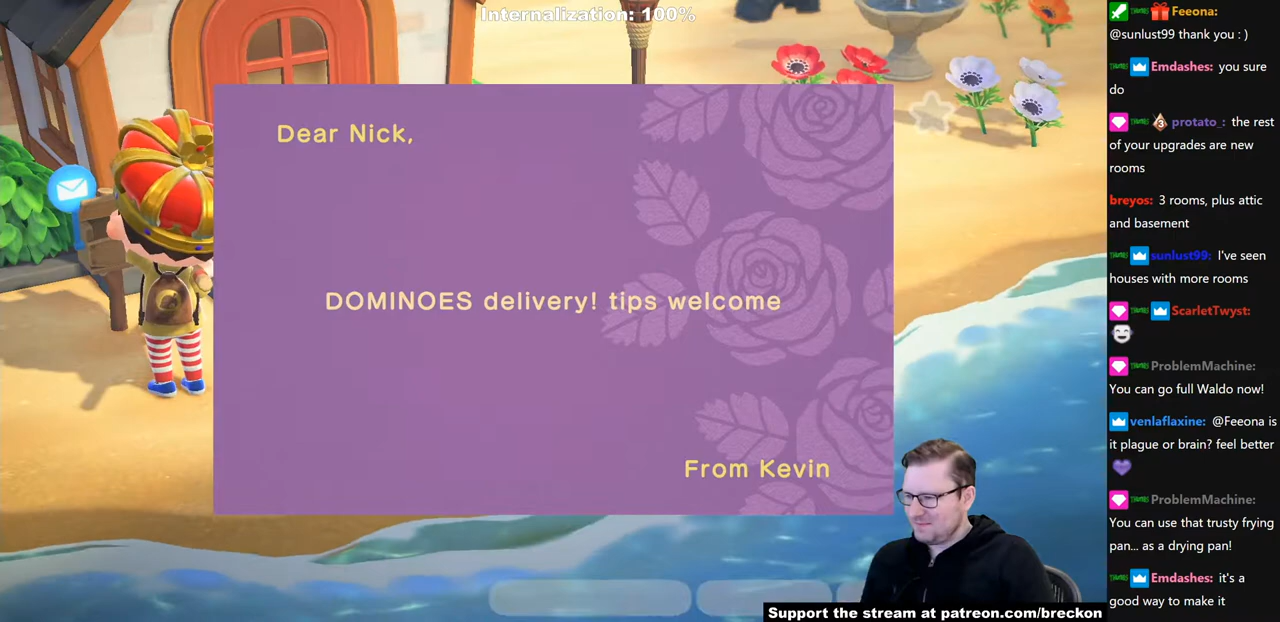 Internalization: 100%
Dear Nick,
DOMINOES delivery! tips welcome
From Kevin
Support the stream at patreon.com/breckon
Feeona:
@sunlust99 thank you : )
Emdashes: you sure
do
protato_: the rest
of your upgrades are new
rooms
breyos: 3 rooms, plus attic
and basement
sunlust99: I've seen
houses with more rooms
ScarletTwyst:
ProblemMachine:
You can go full Waldo now!
venlaflaxine: @Feeona is
it plague or brain? feel better
ProblemMachine:
You can use that trusty frying
pan... as a drying pan!
Emdashes: it's a
good way to make it